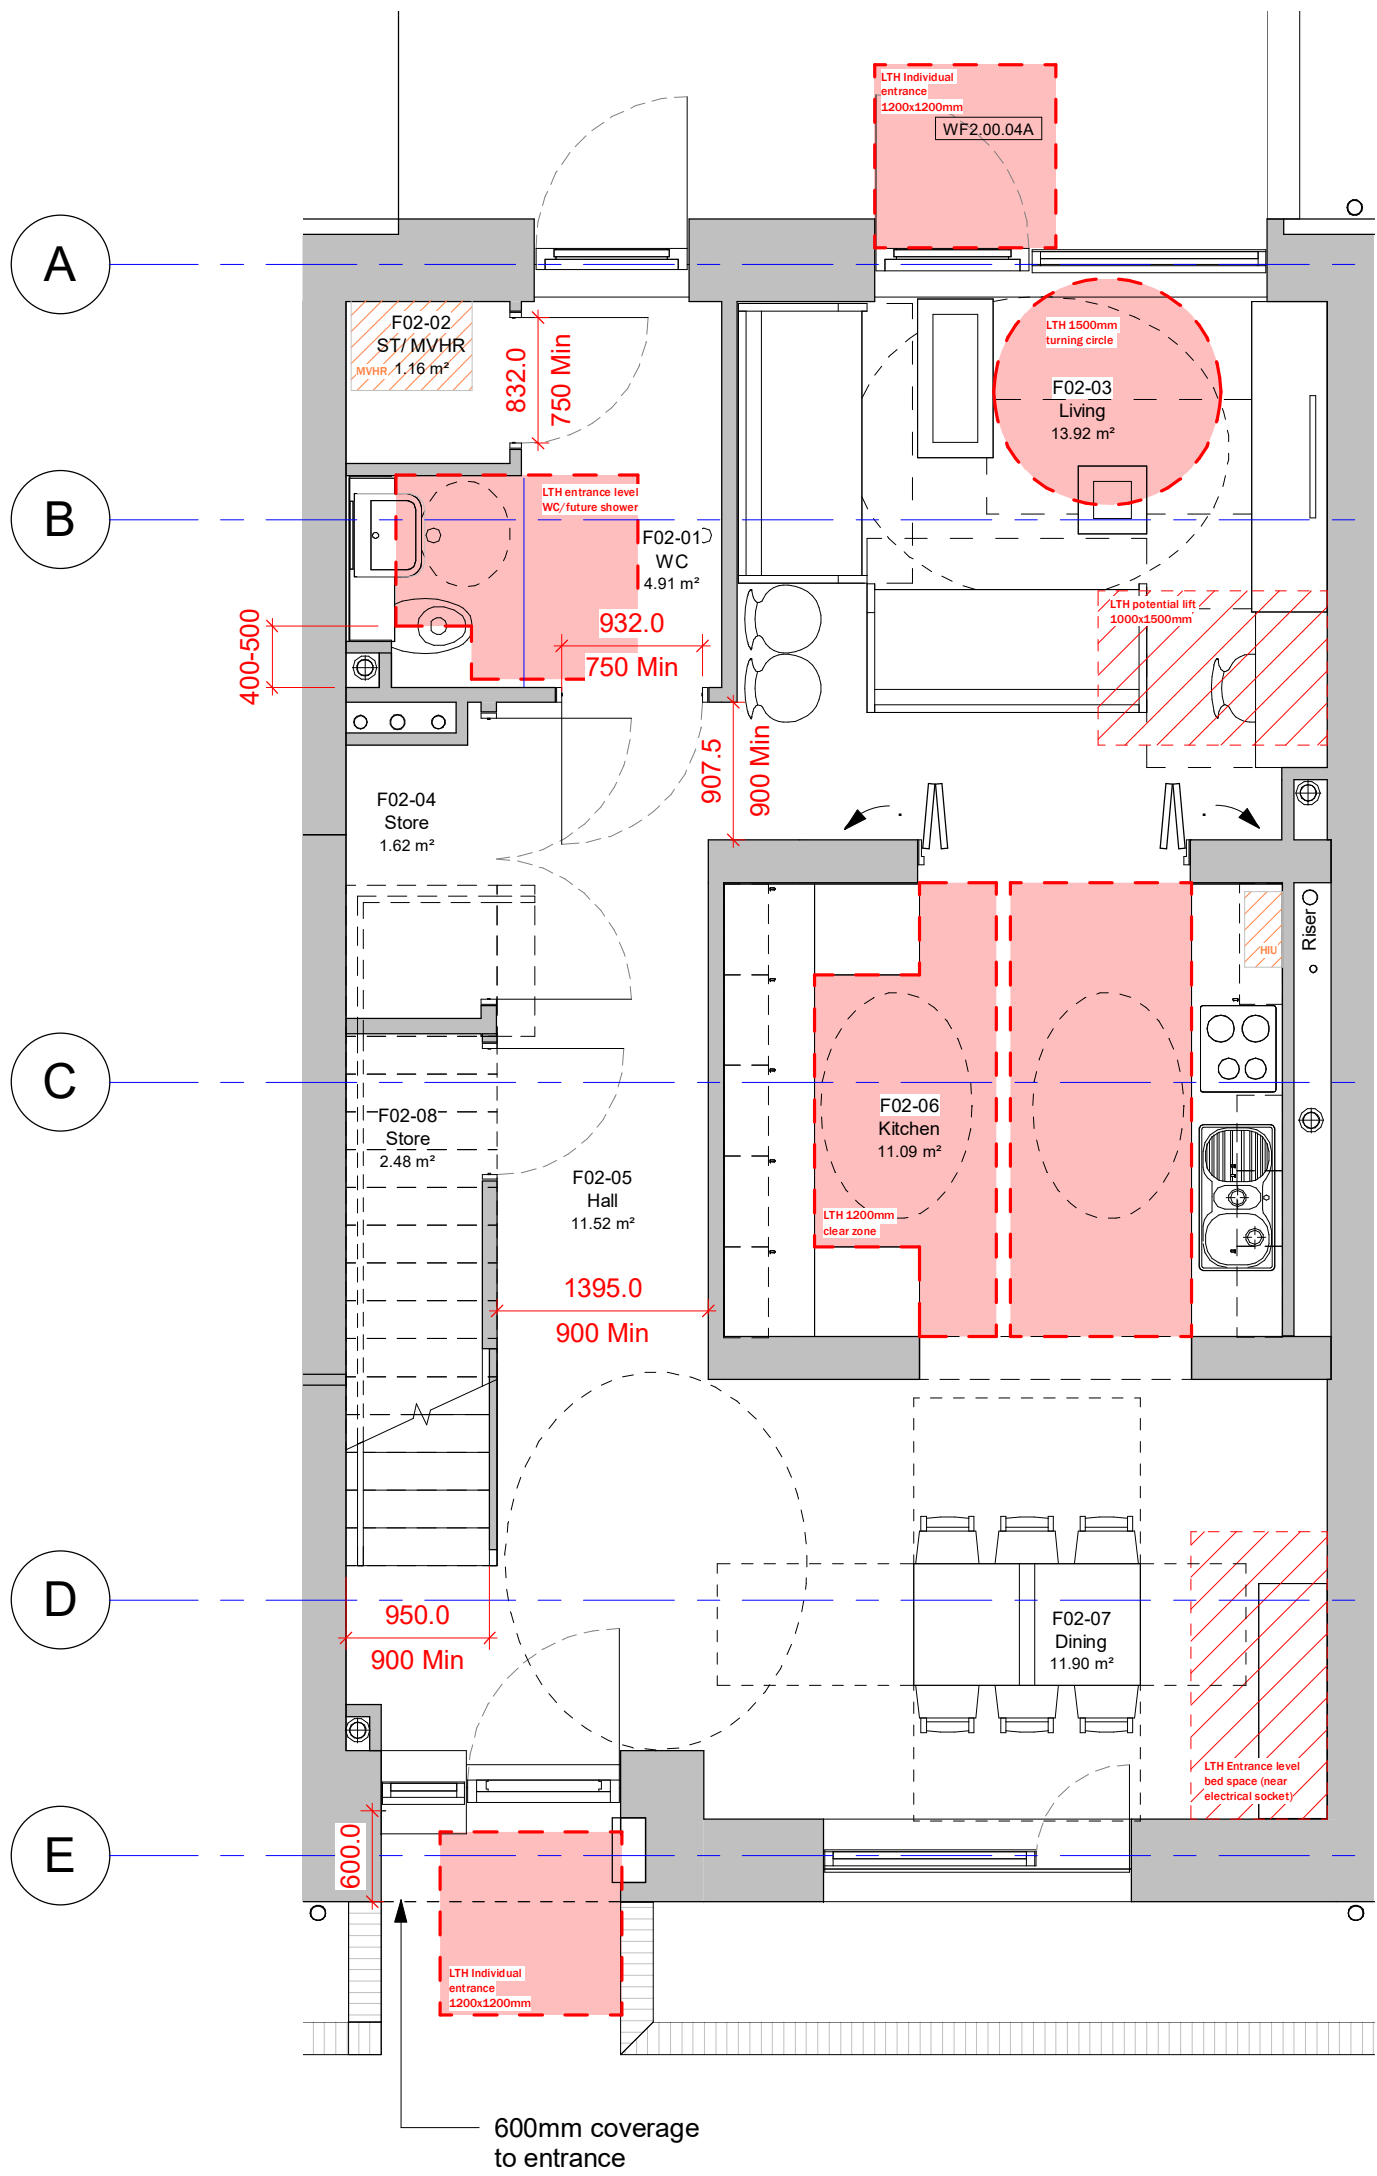 LTH Individual
entrance
1200x1200mm
WF2.00.04A
A
F02-02
ST/ MVHR
1.16 m²
MVHR
832.0
750 Min
LTH 1500mm
turning circle
F02-03
Living
13.92 m²
B
LTH entrance level
WC/future shower
F02-01
WC
4.91 m²
400-500
932.0
750 Min
LTH potential lift
1000x1500mm
907.5
900 Min
F02-04
Store
1.62 m²
HIU
Riser
C
F02-08
Store
2.48 m²
F02-06
Kitchen
11.09 m²
F02-05
Hall
11.52 m²
LTH 1200mm
clear zone
1395.0
900 Min
D
950.0
900 Min
F02-07
Dining
11.90 m²
LTH Entrance level
bed space (near
electrical socket)
E
600.0
LTH Individual
entrance
1200x1200mm
600mm coverage
to entrance